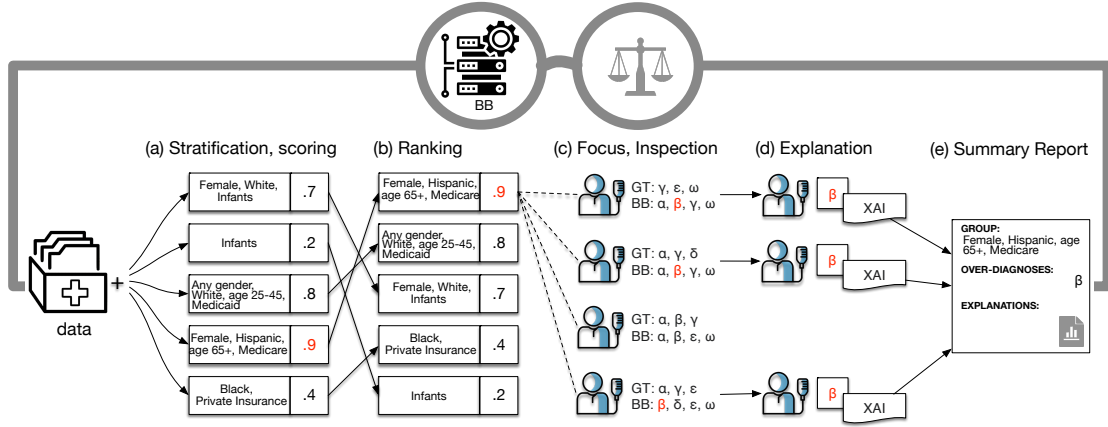 BB
(a) Stratification, scoring
(b) Ranking
(c) Focus, Inspection
(d) Explanation
(e) Summary Report
data
+
Female, White,
Infants
.7
Infants
.2
Any gender,
White, age 25-45,
Medicaid
.8
Female, Hispanic,
age 65+, Medicare
.9
Black,
Private Insurance
.4
Female, Hispanic,
age 65+, Medicare
.9
Any gender,
White, age 25-45,
Medicaid
.8
Female, White,
Infants
.7
Black,
Private Insurance
.4
Infants
.2
GT: γ, ε, ω
BB: α, β, γ, ω
GT: α, γ, δ
BB: α, β, γ, ω
GT: α, β, γ
BB: α, β, ε, ω
GT: α, γ, ε
BB: β, δ, ε, ω
β
XAI
β
XAI
β
XAI
GROUP:
Female, Hispanic, age
65+, Medicare
OVER-DIAGNOSES:
β
EXPLANATIONS: